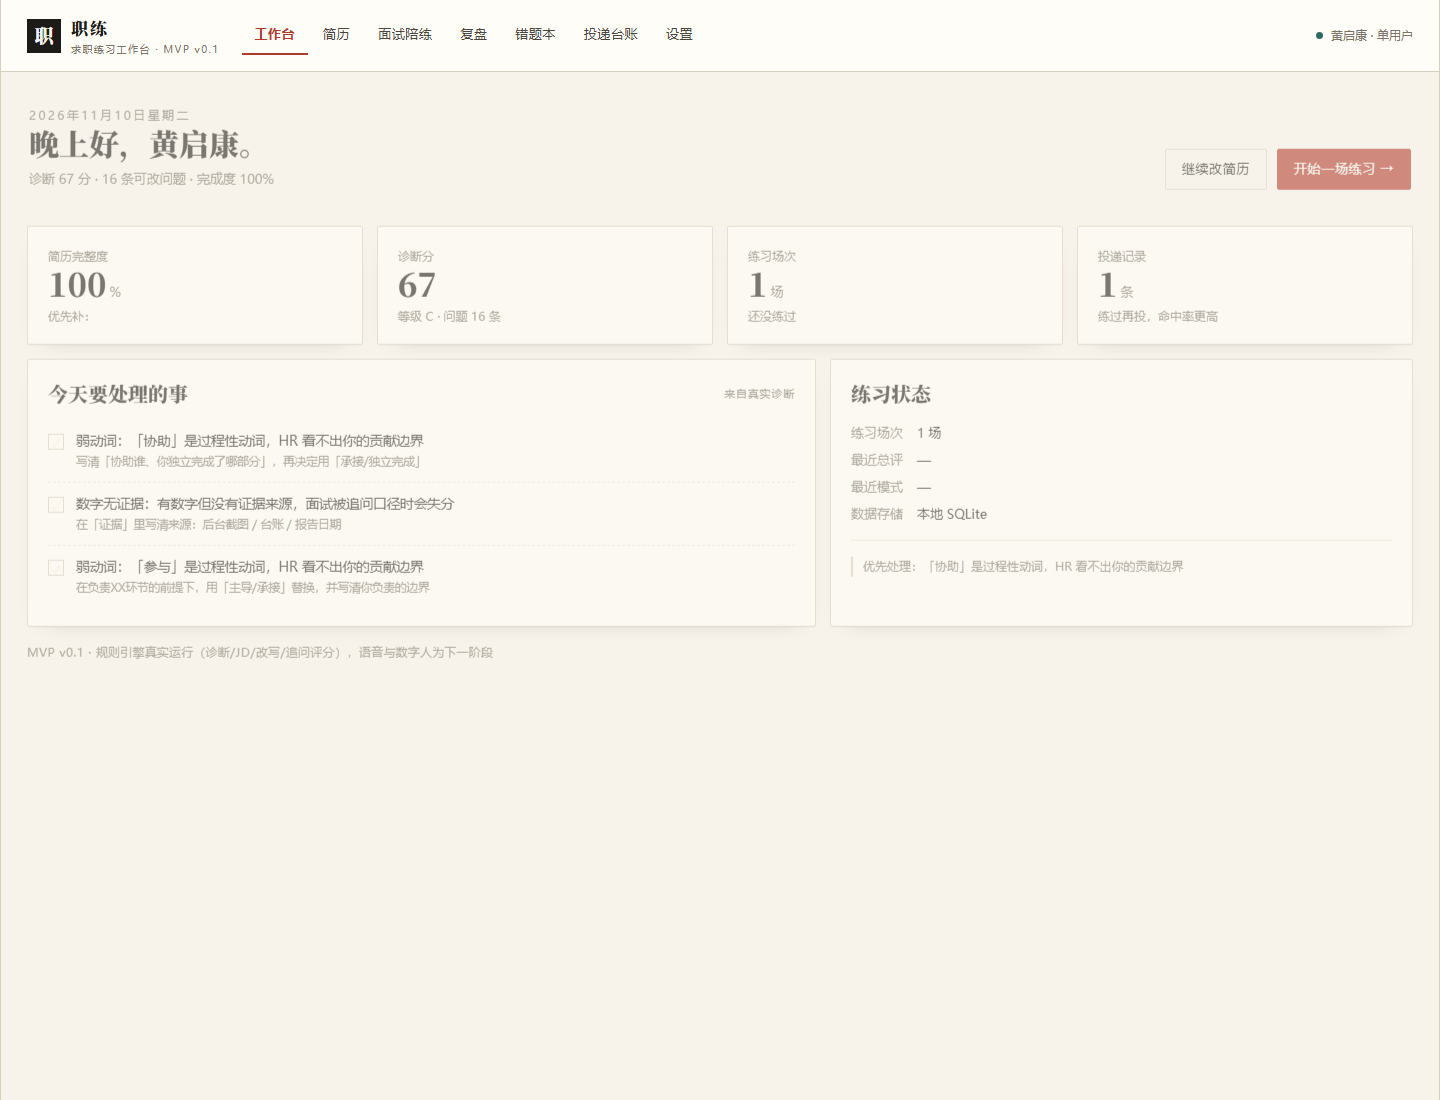 职
职练
求职练习工作台 · MVP v0.1
工作台
简历
面试陪练
复盘
错题本
投递台账
设置
黄启康 · 单用户
2026年11月10日星期二
晚上好，黄启康。
诊断 67 分 · 16 条可改问题 · 完成度 100%
继续改简历
开始一场练习 →
简历完整度
100 %
优先补：
诊断分
67
等级 C · 问题 16 条
练习场次
1 场
还没练过
投递记录
1 条
练过再投，命中率更高
今天要处理的事
来自真实诊断
弱动词：「协助」是过程性动词，HR 看不出你的贡献边界
写清「协助谁、你独立完成了哪部分」，再决定用「承接/独立完成」
数字无证据：有数字但没有证据来源，面试被追问口径时会失分
在「证据」里写清来源：后台截图 / 台账 / 报告日期
弱动词：「参与」是过程性动词，HR 看不出你的贡献边界
在负责XX环节的前提下，用「主导/承接」替换，并写清你负责的边界
练习状态
练习场次 1 场
最近总评 —
最近模式 —
数据存储 本地 SQLite
优先处理：「协助」是过程性动词，HR 看不出你的贡献边界
MVP v0.1 · 规则引擎真实运行（诊断/JD/改写/追问评分），语音与数字人为下一阶段